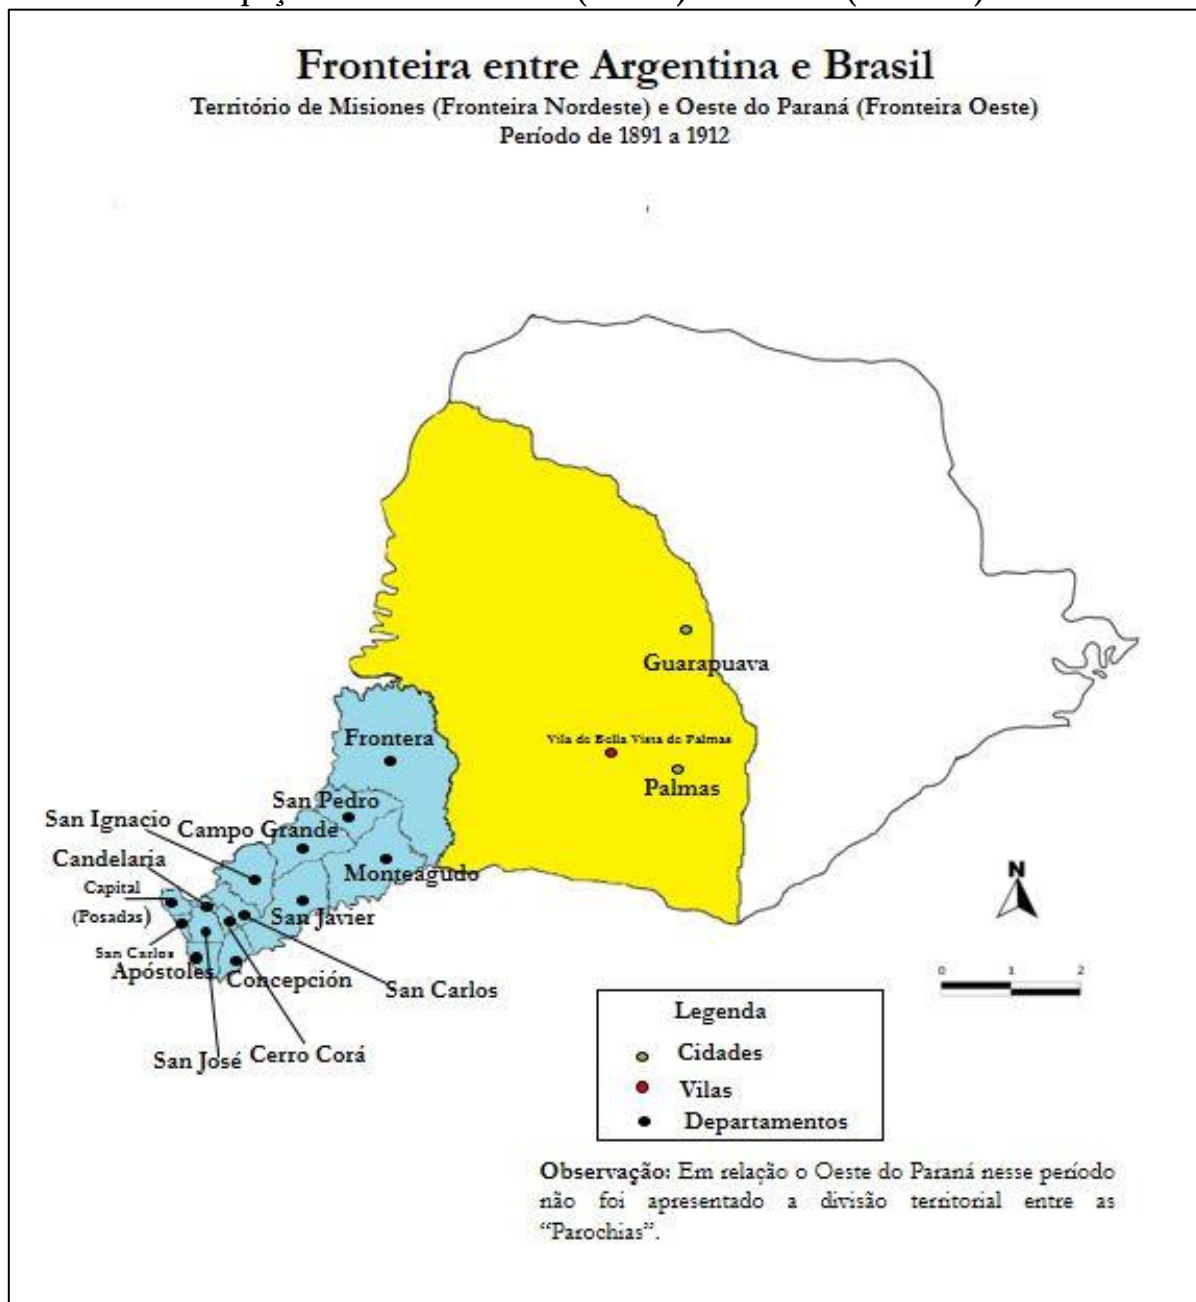 Fronteira entre Argentina e Brasil
Território de Misiones (Fronteira Nordeste) e Oeste do Paraná (Fronteira Oeste)
Período de 1891 a 1912
Guarapuava
Vila de Bella Vista de Palmas
Palmas
Frontera
San Pedro
San Ignacio
Campo Grande
Candelaria
Monteagudo
Capital
(Posadas)
San Javier
San Carlos
Apóstoles
Concepción
San Carlos
San José
Cerro Corá
N
0 1 2
Legenda
Cidades
Vilas
Departamentos
Observação: Em relação o Oeste do Paraná nesse período
não foi apresentado a divisão territorial entre as
“Parochias”.